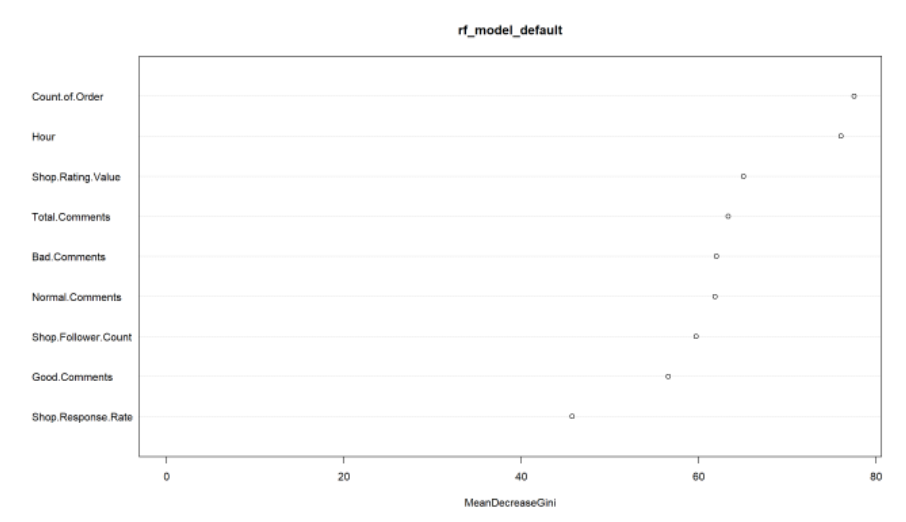 rf_model_default
Count.of.Order
Hour
Shop.Rating.Value
Total.Comments
Bad.Comments
Normal.Comments
Shop.Follower.Count
Good.Comments
Shop.Response.Rate
0 20 40 60 80
MeanDecreaseGini